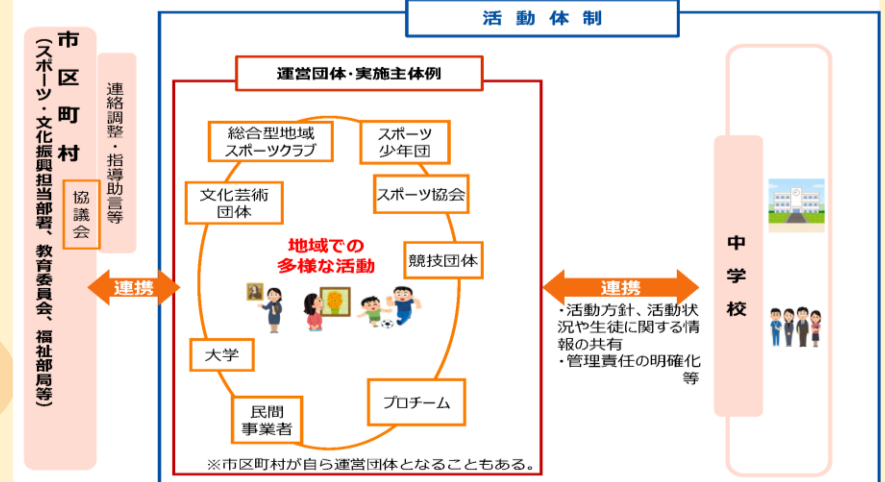 活動体制
市区町村
(スポーツ・文化振興担当部署、教育委員会、福祉部局等)
協議会
連絡調整・指導助言等
連携
運営団体・実施主体例
総合型地域
スポーツクラブ
スポーツ
少年団
文化芸術
団体
スポーツ協会
地域での
多様な活動
競技団体
大学
プロチーム
民間
事業者
※市区町村が自ら運営団体となることもある。
連携
・活動方針、活動状
況や生徒に関する情
報の共有
・管理責任の明確化
等
中学校